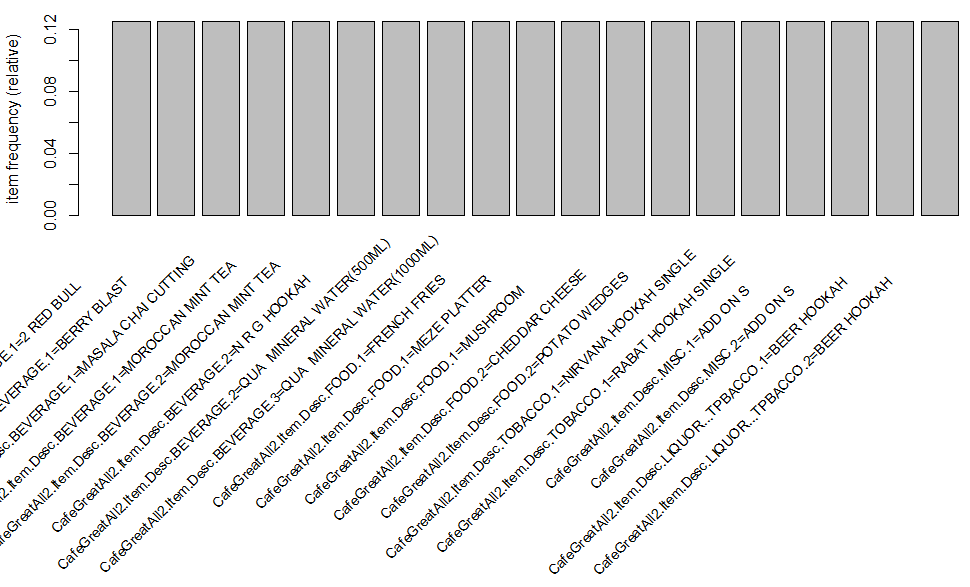 item frequency (relative)
0.00
0.04
0.08
0.12
GE.1=2 RED BULL
EVERAGE.1=BERRY BLAST
sc.BEVERAGE.1=MASALA CHAI CUTTING
2.Item.Desc.BEVERAGE.1=MOROCCAN MINT TEA
feGreatAll2.Item.Desc.BEVERAGE.2=MOROCCAN MINT TEA
CafeGreatAll2.Item.Desc.BEVERAGE.2=N R G HOOKAH
CafeGreatAll2.Item.Desc.BEVERAGE.2=QUA MINERAL WATER(500ML)
CafeGreatAll2.Item.Desc.BEVERAGE.3=QUA MINERAL WATER(1000ML)
CafeGreatAll2.Item.Desc.FOOD.1=FRENCH FRIES
CafeGreatAll2.Item.Desc.FOOD.1=MEZE PLATTER
CafeGreatAll2.Item.Desc.FOOD.1=MUSHROOM
CafeGreatAll2.Item.Desc.FOOD.2=CHEDDAR CHEESE
CafeGreatAll2.Item.Desc.FOOD.2=POTATO WEDGES
CafeGreatAll2.Item.Desc.TOBACCO.1=NIRVANA HOOKAH SINGLE
CafeGreatAll2.Item.Desc.TOBACCO.1=RABAT HOOKAH SINGLE
CafeGreatAll2.Item.Desc.MISC.1=ADD ON S
CafeGreatAll2.Item.Desc.MISC.2=ADD ON S
CafeGreatAll2.Item.Desc.LIQUOR...TPBACCO.1=BEER HOOKAH
CafeGreatAll2.Item.Desc.LIQUOR...TPBACCO.2=BEER HOOKAH